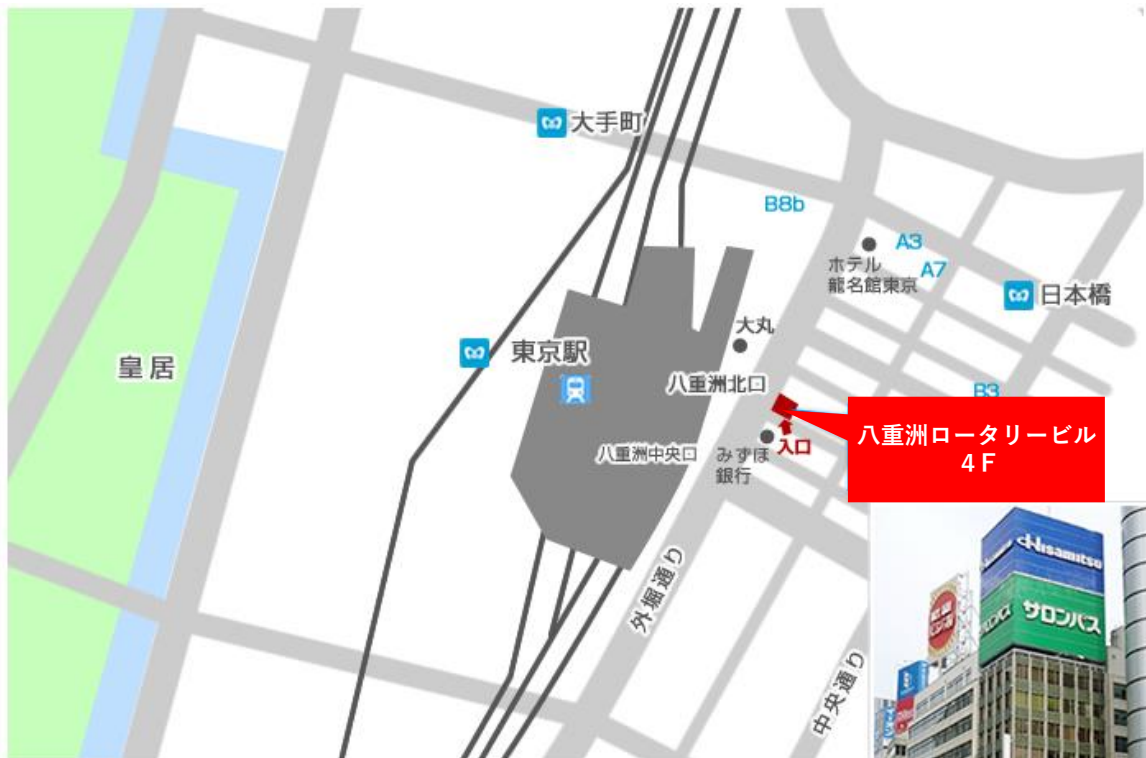 大手町
B8b
A3
ホテル
龍名館東京
A7
日本橋
大丸
東京駅
皇居
八重洲北口
B3
八重洲ロータリービル
4F
入口
みずほ
銀行
八重洲中央口
外堀通り
中央通り
Hisamitsu
サロンパス